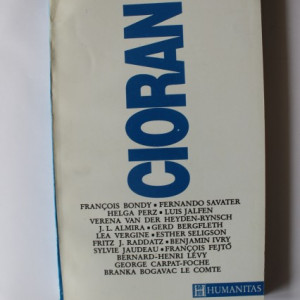 CIORAN
FRANÇOIS BONDY • FERNANDO SAVATER
HELGA PERZ • LUIS JALFEN
VERENA VAN DER HEYDEN-RYNSCH
J. L. ALMIRA • GERD BERGFLETH
LEA VERGINE • ESTHER SELIGSON
FRITZ J. RADDATZ • BENJAMIN IVRY
SYLVIE JAUDEAU • FRANÇOIS FEJTŐ
BERNARD-HENRI LÉVY
GEORGE CARPAT-FOCHE
BRANKA BOGAVAC LE COMTE
HUMANITAS